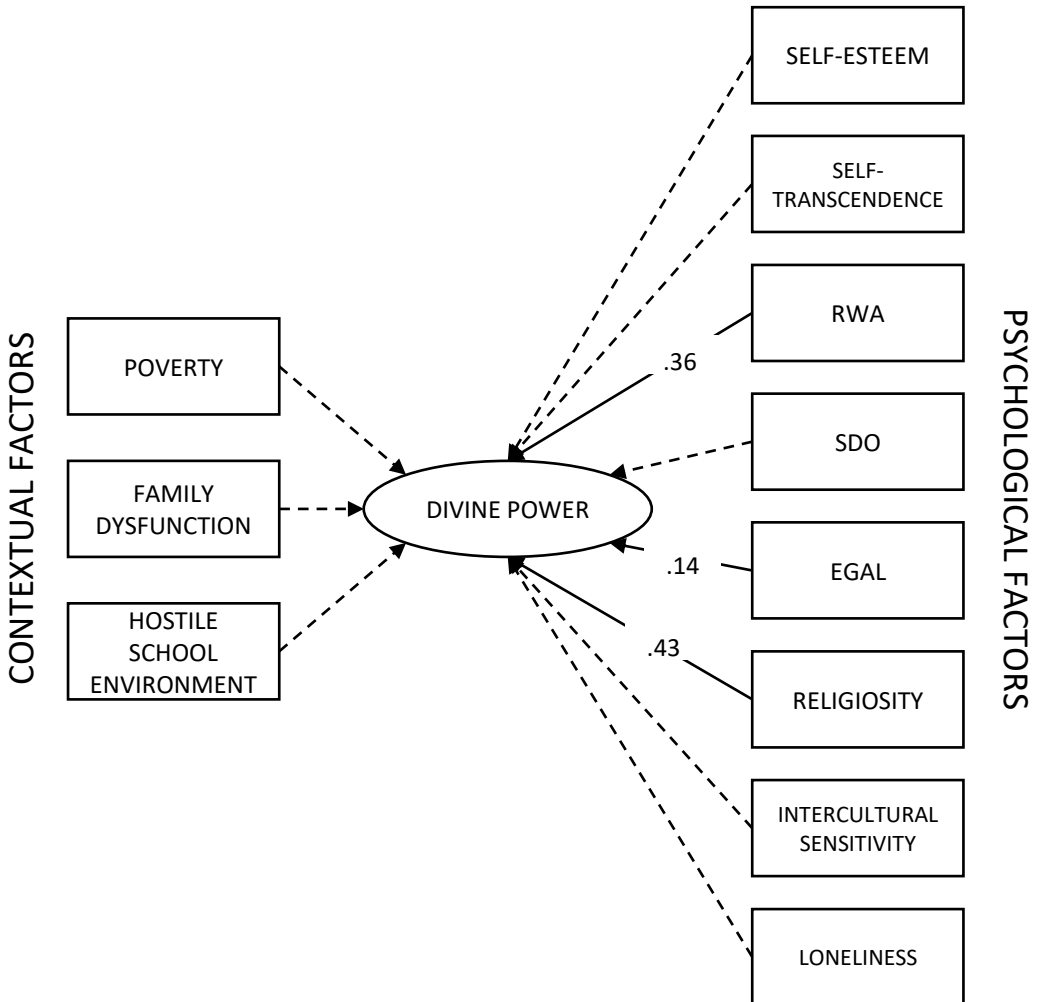 CONTEXTUAL FACTORS
POVERTY
FAMILY
DYSFUNCTION
HOSTILE
SCHOOL
ENVIRONMENT
DIVINE POWER
.36
.14
.43
SELF-ESTEEM
SELF-
TRANSCENDENCE
RWA
SDO
EGAL
RELIGIOSITY
INTERCULTURAL
SENSITIVITY
LONELINESS
PSYCHOLOGICAL FACTORS